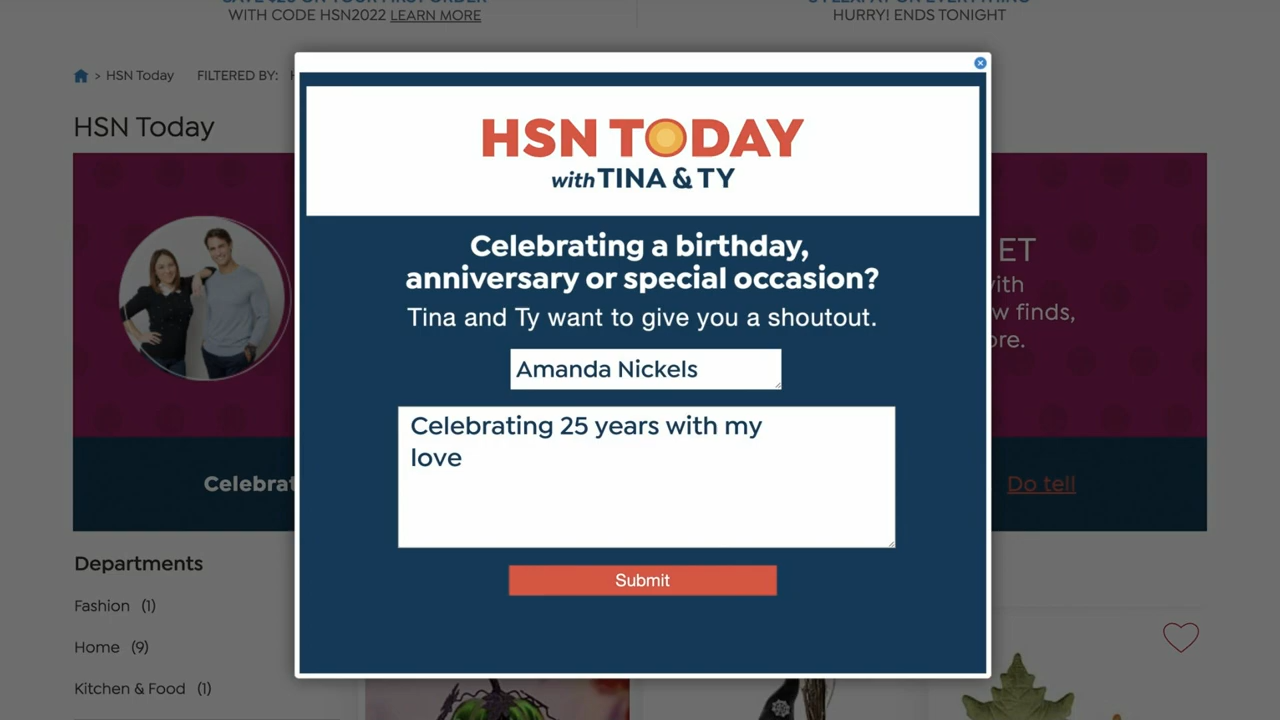 WITH CODE HSN2022 LEARN MORE
HURRY! ENDS TONIGHT
> HSN Today FILTERED BY:
HSN Today
HSN TODAY
with TINA & TY
Celebrating a birthday,
anniversary or special occasion?
Tina and Ty want to give you a shoutout.
Amanda Nickels
Celebrating 25 years with my
love
Submit
ET
w finds,
Celebrat
Do tell
Departments
Fashion (1)
Home (9)
Kitchen & Food (1)